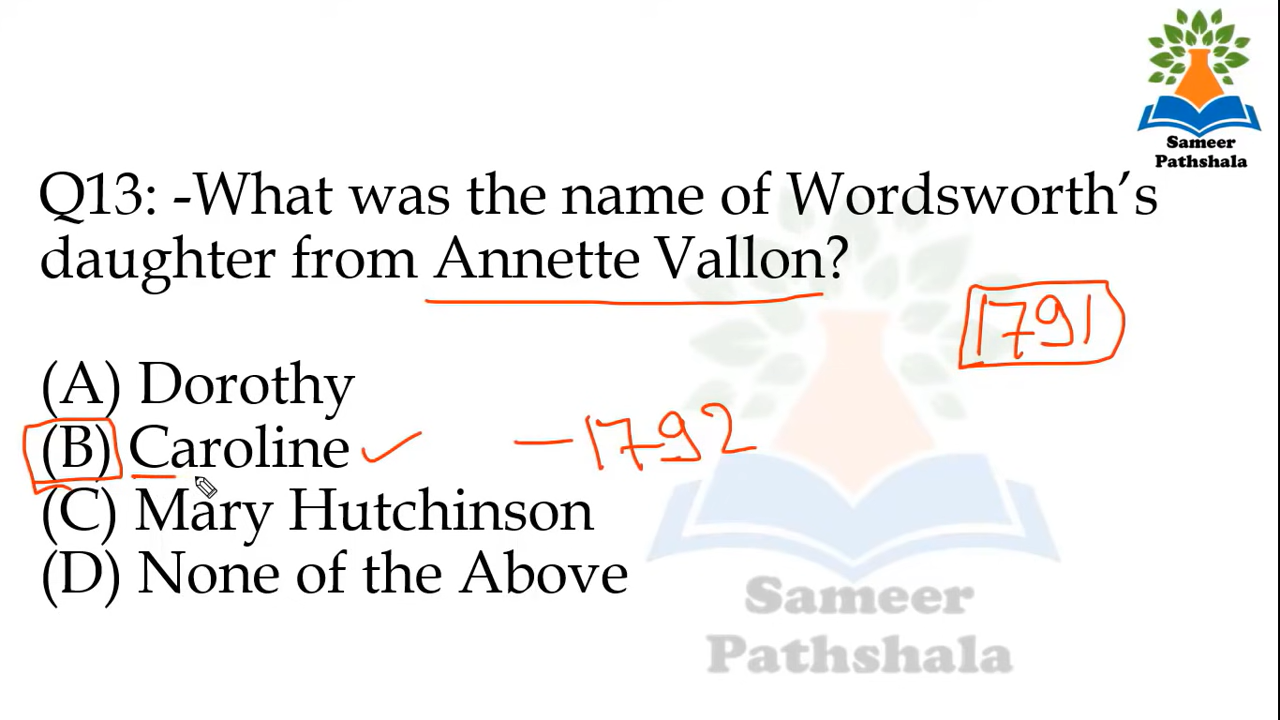 Sameer
Pathshala
Q13: -What was the name of Wordsworth’s
daughter from Annette Vallon?
1791
(A) Dorothy
(B) Caroline – 1792
(C) Mary Hutchinson
(D) None of the Above
Sameer
Pathshala